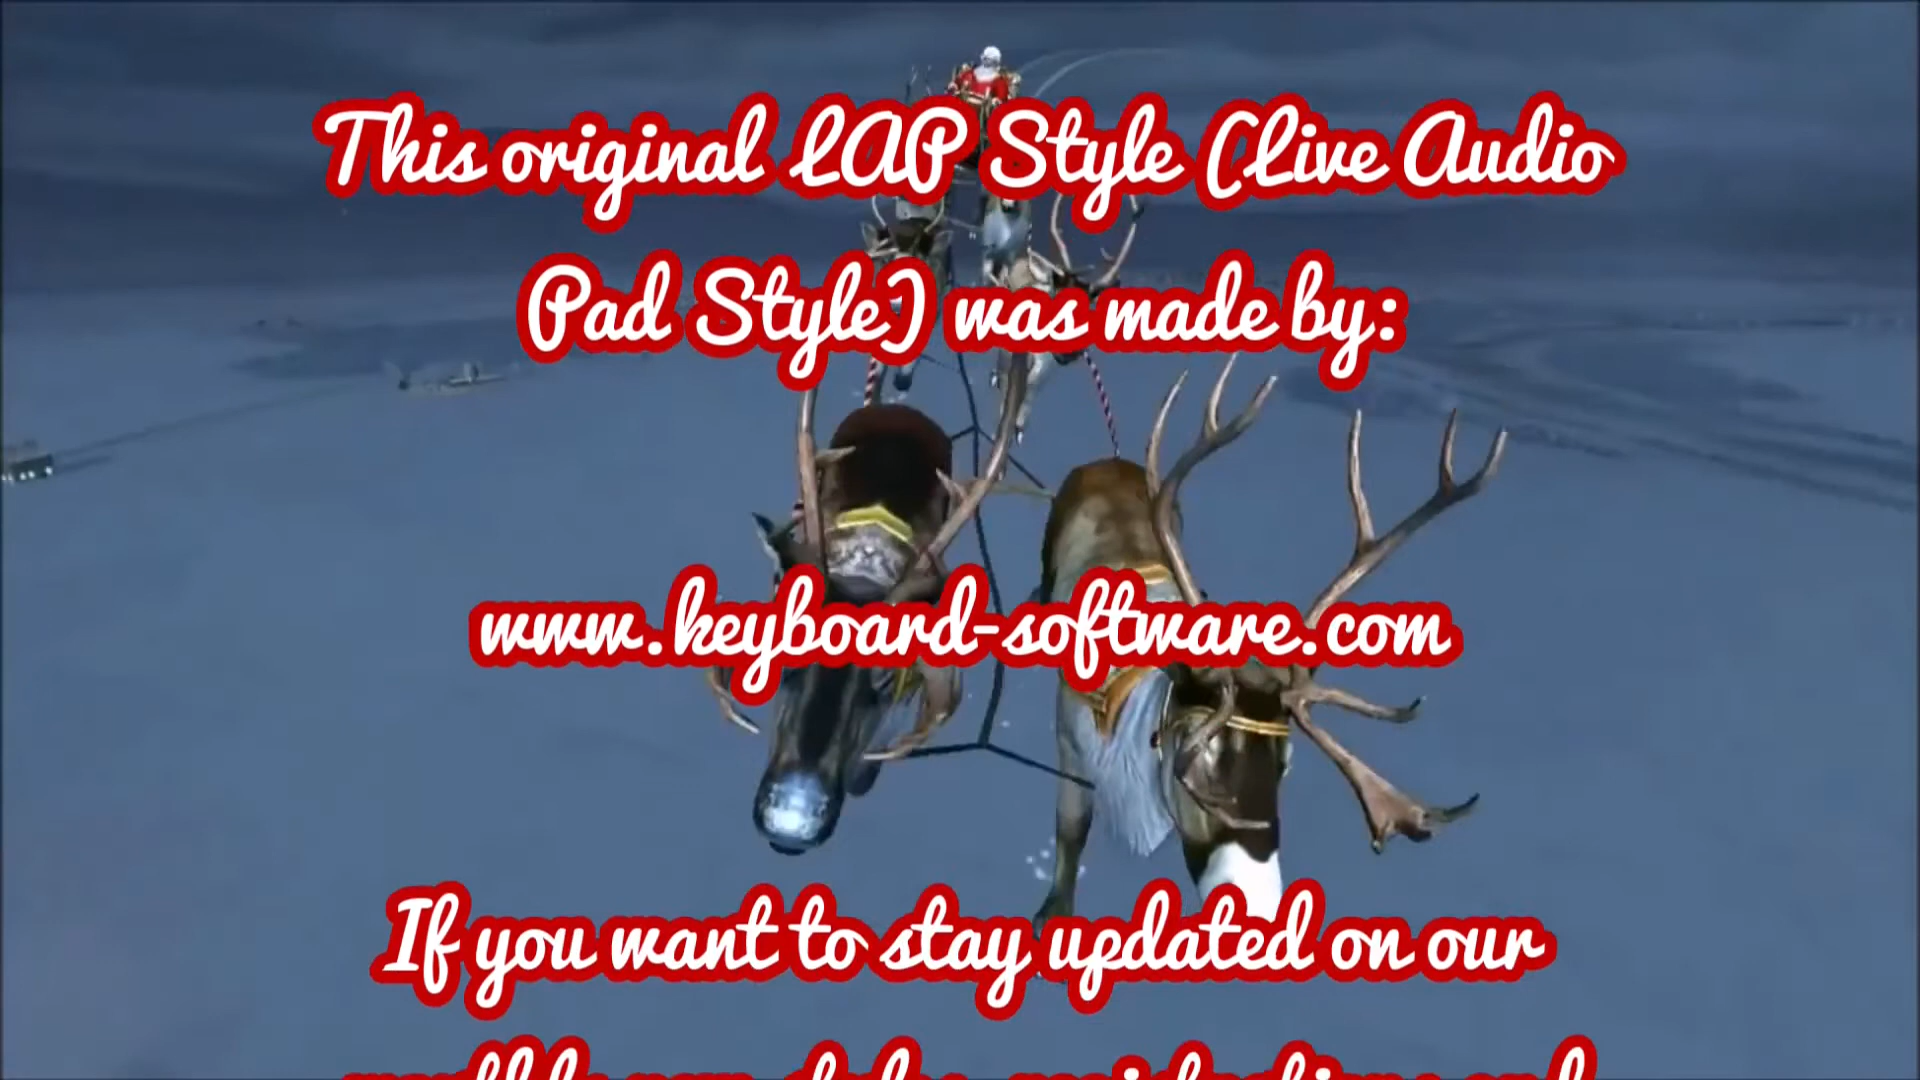 This original LAP Style (Live Audio
Pad Style) was made by:
www.keyboard-software.com
If you want to stay updated on our